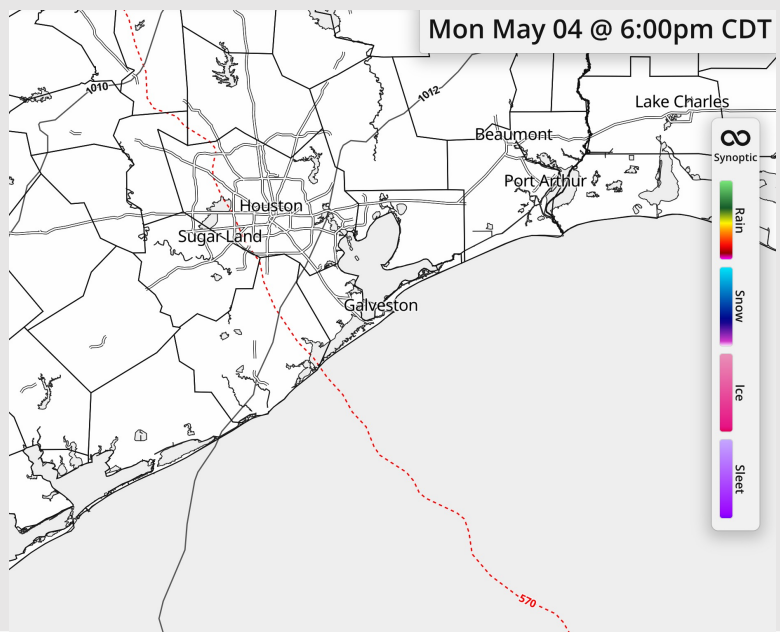 Mon May 04 @ 6:00pm CDT
1010
1012
Lake Charles
Beaumont
Synoptic
Port Arthur
Houston
Rain
Sugar Land
Galveston
Snow
Ice
Sleet
570